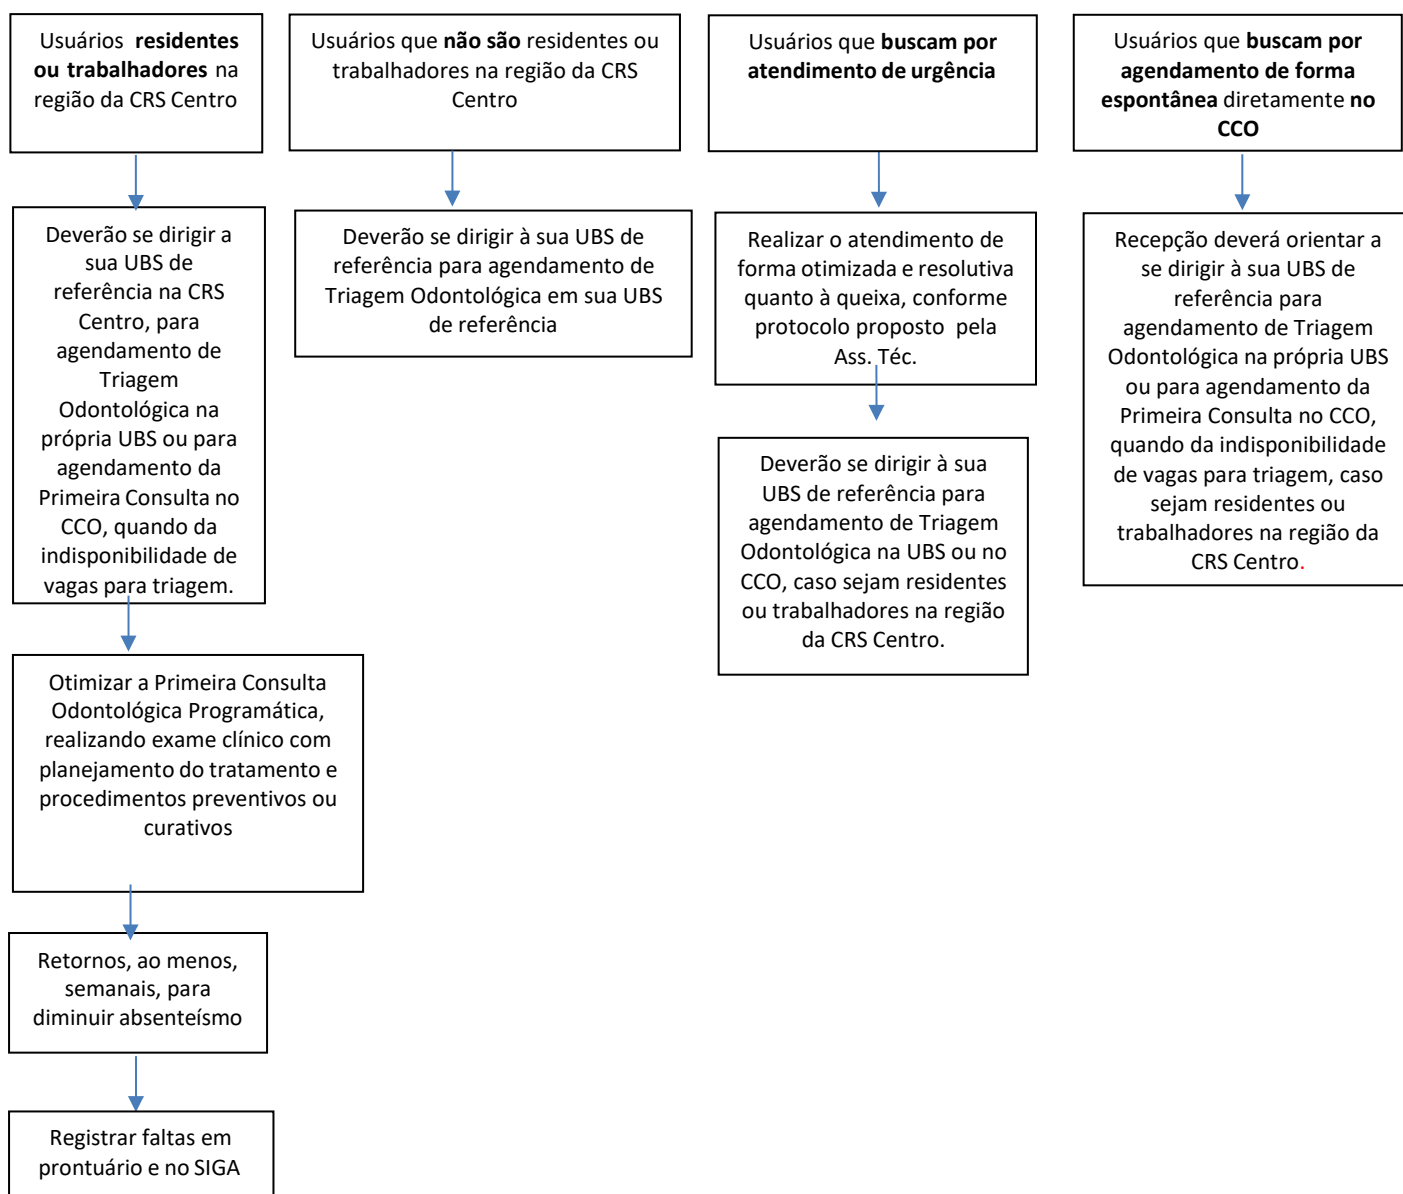 Usuários residentes
ou trabalhadores na
região da CRS Centro
Deverão se dirigir a
sua UBS de
referência na CRS
Centro, para
agendamento de
Triagem
Odontológica na
própria UBS ou para
agendamento da
Primeira Consulta no
CCO, quando da
indisponibilidade de
vagas para triagem.
Otimizar a Primeira Consulta
Odontológica Programática,
realizando exame clínico com
planejamento do tratamento e
procedimentos preventivos ou
curativos
Retornos, ao menos,
semanais, para
diminuir absenteísmo
Registrar faltas em
prontuário e no SIGA
Usuários que não são residentes ou
trabalhadores na região da CRS
Centro
Deverão se dirigir à sua UBS de
referência para agendamento de
Triagem Odontológica em sua UBS
de referência
Usuários que buscam por
atendimento de urgência
Realizar o atendimento de
forma otimizada e resolutiva
quanto à queixa, conforme
protocolo proposto pela
Ass. Téc.
Deverão se dirigir à sua
UBS de referência para
agendamento de Triagem
Odontológica na UBS ou no
CCO, caso sejam residentes
ou trabalhadores na região
da CRS Centro.
Usuários que buscam por
agendamento de forma
espontânea diretamente no
CCO
Recepção deverá orientar a
se dirigir à sua UBS de
referência para
agendamento de Triagem
Odontológica na própria UBS
ou para agendamento da
Primeira Consulta no CCO,
quando da indisponibilidade
de vagas para triagem, caso
sejam residentes ou
trabalhadores na região da
CRS Centro.